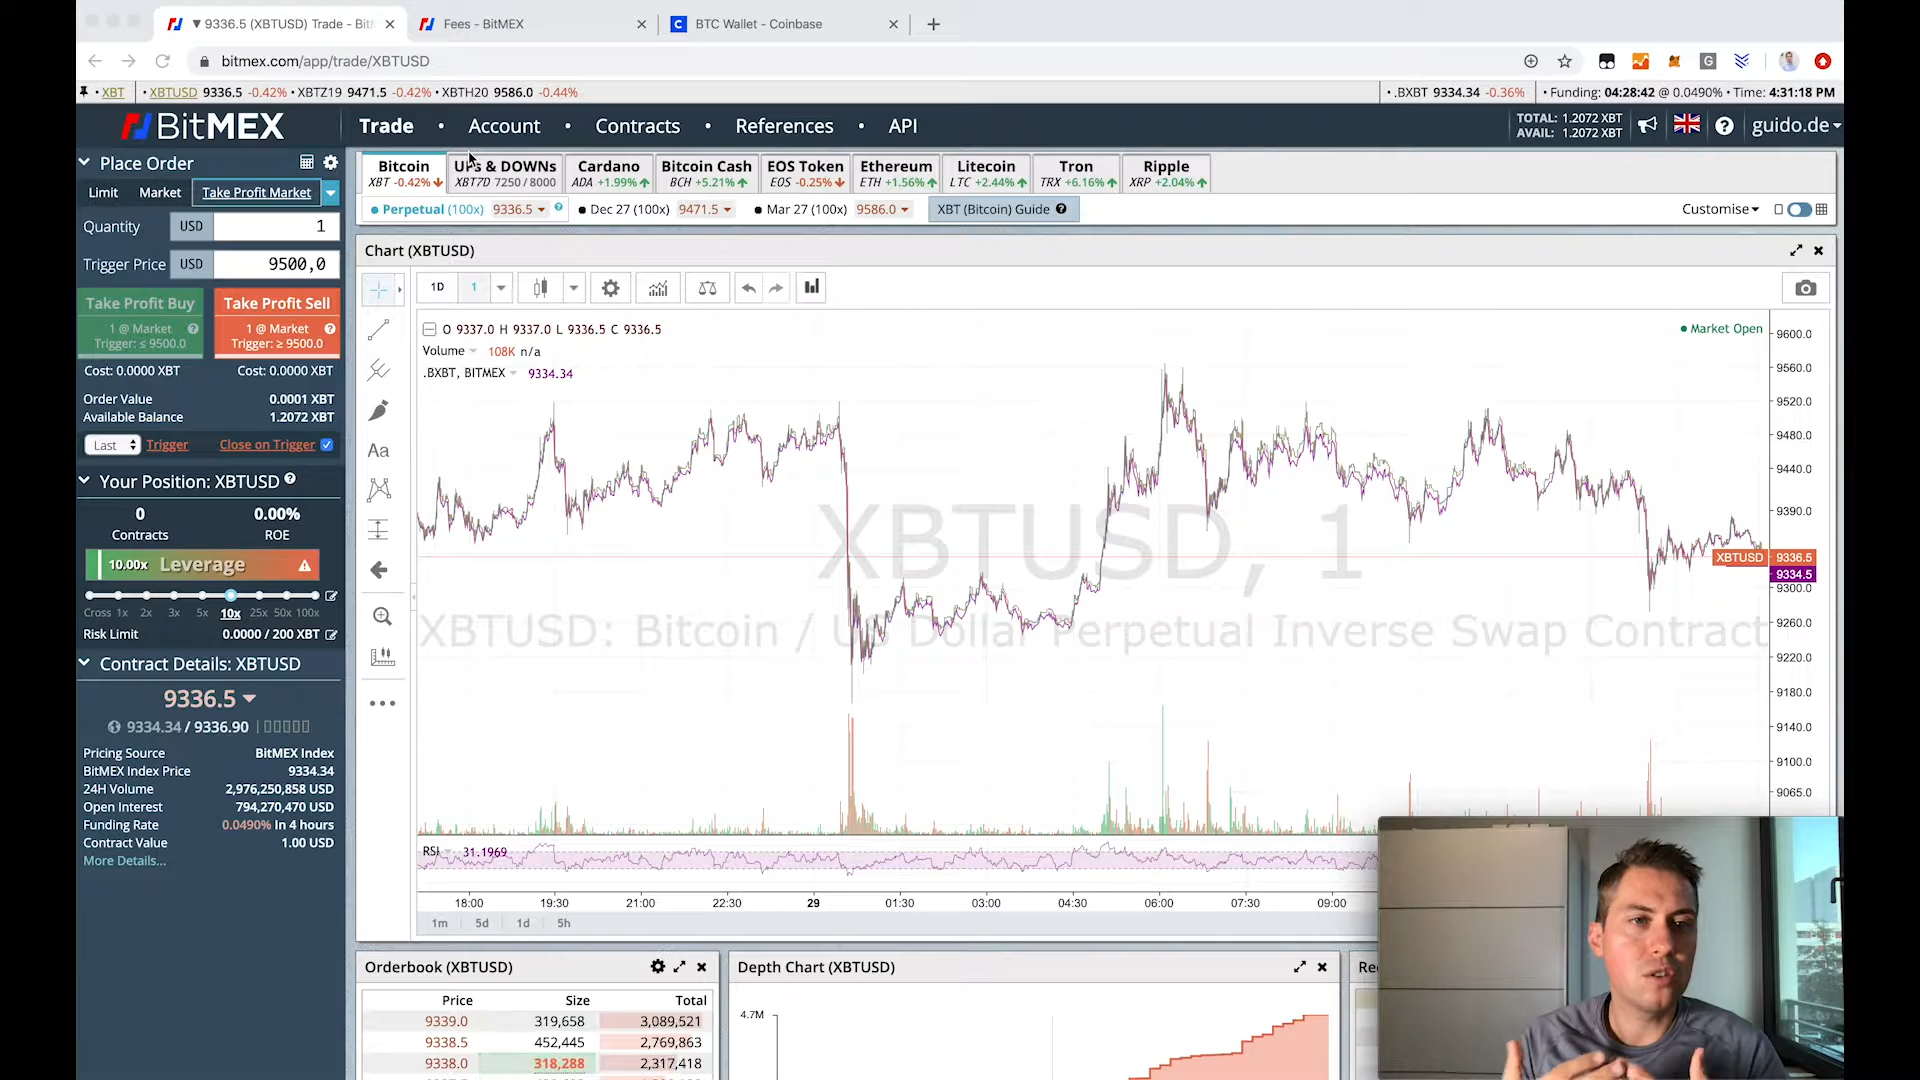 ▼ 9336.5 (XBTUSD) Trade - Bit
Fees - BitMEX
BTC Wallet - Coinbase
bitmex.com/app/trade/XBTUSD
• XBT • XBTUSD 9336.5 -0.42% • XBTZ19 9471.5 -0.42% • XBTH20 9586.0 -0.44%
• .BXBT 9334.34 -0.36% • Funding: 04:28:42 @ 0.0490% • Time: 4:31:18 PM
BitMEX
Trade • Account • Contracts • References • API
TOTAL: 1.2072 XBT
AVAIL: 1.2072 XBT
guido.de
Place Order
Limit Market Take Profit Market
Quantity USD 1
Trigger Price USD 9500,0
Take Profit Buy
1 @ Market
Trigger: ≤ 9500.0
Take Profit Sell
1 @ Market
Trigger: ≥ 9500.0
Cost: 0.0000 XBT Cost: 0.0000 XBT
Order Value 0.0001 XBT
Available Balance 1.2072 XBT
Last Trigger Close on Trigger
Your Position: XBTUSD
0 0.00%
Contracts ROE
10.00x Leverage
Cross 1x 2x 3x 5x 10x 25x 50x 100x
Risk Limit 0.0000 / 200 XBT
Contract Details: XBTUSD
9336.5
9334.34 / 9336.90
Pricing Source BitMEX Index
BitMEX Index Price 9334.34
24H Volume 2,976,250,858 USD
Open Interest 794,270,470 USD
Funding Rate 0.0490% in 4 hours
Contract Value 1.00 USD
More Details...
Bitcoin
XBT -0.42%
UPs & DOWNs
XBT7D 7250 / 8000
Cardano
ADA +1.99%
Bitcoin Cash
BCH +5.21%
EOS Token
EOS -0.25%
Ethereum
ETH +1.56%
Litecoin
LTC +2.44%
Tron
TRX +6.16%
Ripple
XRP +2.04%
Perpetual (100x) 9336.5 Dec 27 (100x) 9471.5 Mar 27 (100x) 9586.0 XBT (Bitcoin) Guide
Customise
Chart (XBTUSD)
1D 1
O 9337.0 H 9337.0 L 9336.5 C 9336.5
Volume 108K n/a
.BXBT, BITMEX 9334.34
Market Open
XBTUSD, 1
XBTUSD: Bitcoin / US Dollar Perpetual Inverse Swap Contract
9600.0
9560.0
9520.0
9480.0
9440.0
9390.0
XBTUSD 9336.5
9334.5
9300.0
9260.0
9220.0
9180.0
9140.0
9100.0
9065.0
Aa
RSI 31.1969
18:00 19:30 21:00 22:30 29 01:30 03:00 04:30 06:00 07:30 09:00
1m 5d 1d 5h
Orderbook (XBTUSD)
Price Size Total
9339.0 319,658 3,089,521
9338.5 452,445 2,769,863
9338.0 318,288 2,317,418
Depth Chart (XBTUSD)
4.7M
Re